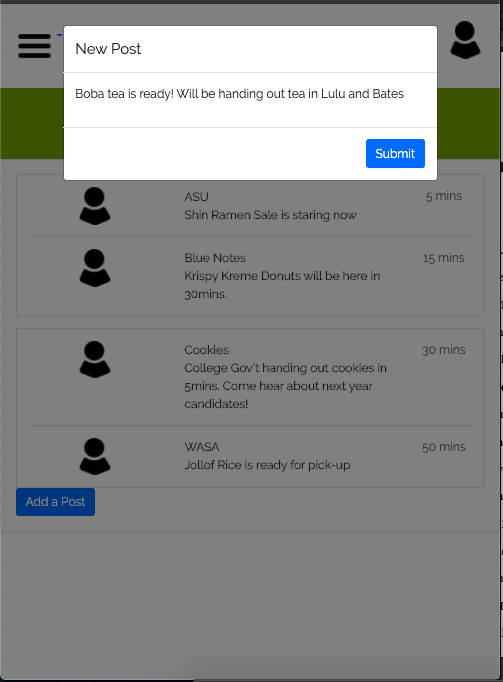 New Post
Boba tea is ready! Will be handing out tea in Lulu and Bates
Submit
ASU
5 mins
Shin Ramen Sale is staring now
Blue Notes
15 mins
Krispy Kreme Donuts will be here in
30mins.
Cookies
30 mins
College Gov't handing out cookies in
5mins. Come hear about next year
candidates!
WASA
50 mins
Jollof Rice is ready for pick-up
Add a Post